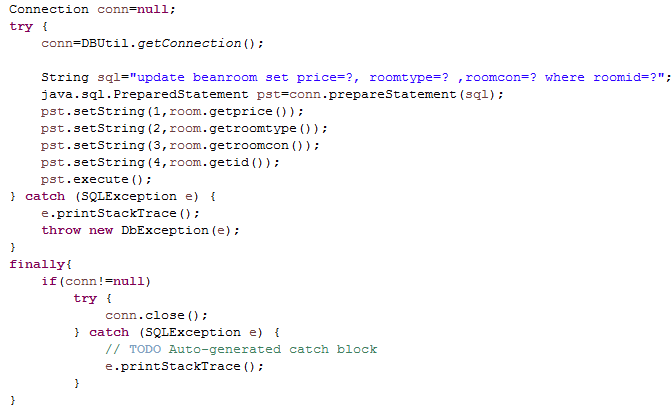 Connection conn=null;
try {
    conn=DBUtil.getConnection();

    String sql="update beanroom set price=?, roomtype=? ,roomcon=? where roomid=?";
    java.sql.PreparedStatement pst=conn.prepareStatement(sql);
    pst.setString(1,room.getprice());
    pst.setString(2,room.getroomtype());
    pst.setString(3,room.getroomcon());
    pst.setString(4,room.getid());
    pst.execute();
} catch (SQLException e) {
    e.printStackTrace();
    throw new DbException(e);
}
finally{
    if(conn!=null)
        try {
            conn.close();
        } catch (SQLException e) {
            // TODO Auto-generated catch block
            e.printStackTrace();
        }
}